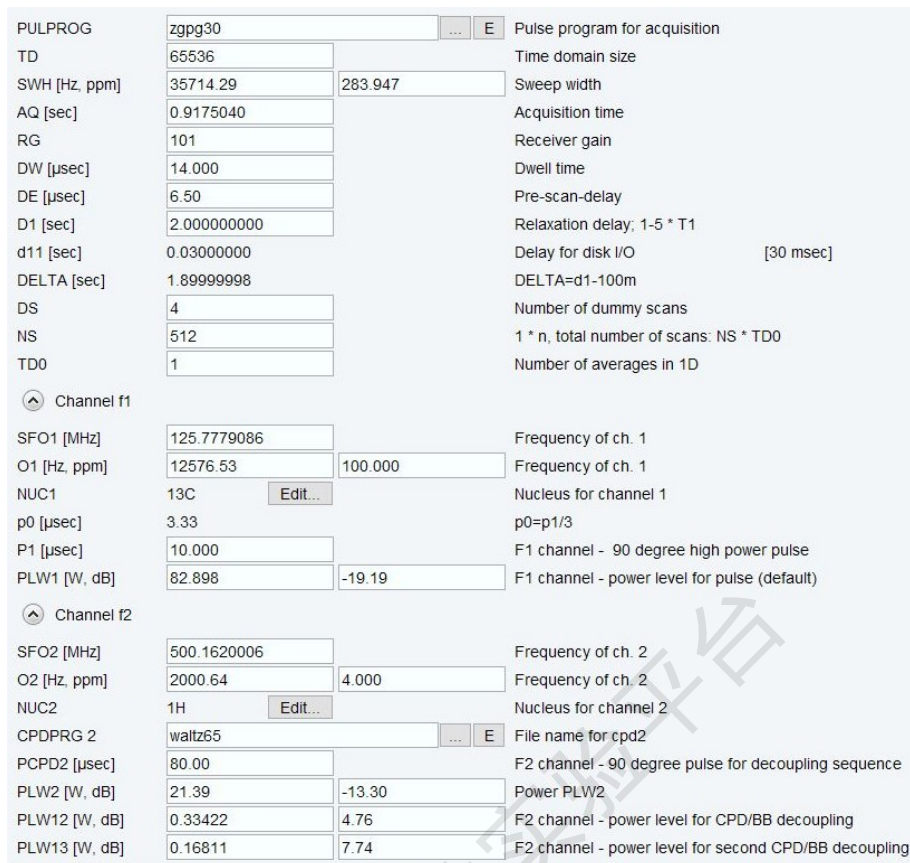 PULPROG zgpg30 ... E Pulse program for acquisition
TD 65536 Time domain size
SWH [Hz, ppm] 35714.29 283.947 Sweep width
AQ [sec] 0.9175040 Acquisition time
RG 101 Receiver gain
DW [µsec] 14.000 Dwell time
DE [µsec] 6.50 Pre-scan-delay
D1 [sec] 2.000000000 Relaxation delay; 1-5 * T1
d11 [sec] 0.03000000 Delay for disk I/O [30 msec]
DELTA [sec] 1.89999998 DELTA=d1-100m
DS 4 Number of dummy scans
NS 512 1 * n, total number of scans: NS * TD0
TD0 1 Number of averages in 1D
Channel f1
SFO1 [MHz] 125.7779086 Frequency of ch. 1
O1 [Hz, ppm] 12576.53 100.000 Frequency of ch. 1
NUC1 13C Edit... Nucleus for channel 1
p0 [µsec] 3.33 p0=p1/3
P1 [µsec] 10.000 F1 channel - 90 degree high power pulse
PLW1 [W, dB] 82.898 -19.19 F1 channel - power level for pulse (default)
Channel f2
SFO2 [MHz] 500.1620006 Frequency of ch. 2
O2 [Hz, ppm] 2000.64 4.000 Frequency of ch. 2
NUC2 1H Edit... Nucleus for channel 2
CPDPRG 2 waltz65 ... E File name for cpd2
PCPD2 [µsec] 80.00 F2 channel - 90 degree pulse for decoupling sequence
PLW2 [W, dB] 21.39 -13.30 Power PLW2
PLW12 [W, dB] 0.33422 4.76 F2 channel - power level for CPD/BB decoupling
PLW13 [W, dB] 0.16811 7.74 F2 channel - power level for second CPD/BB decoupling
实验平台